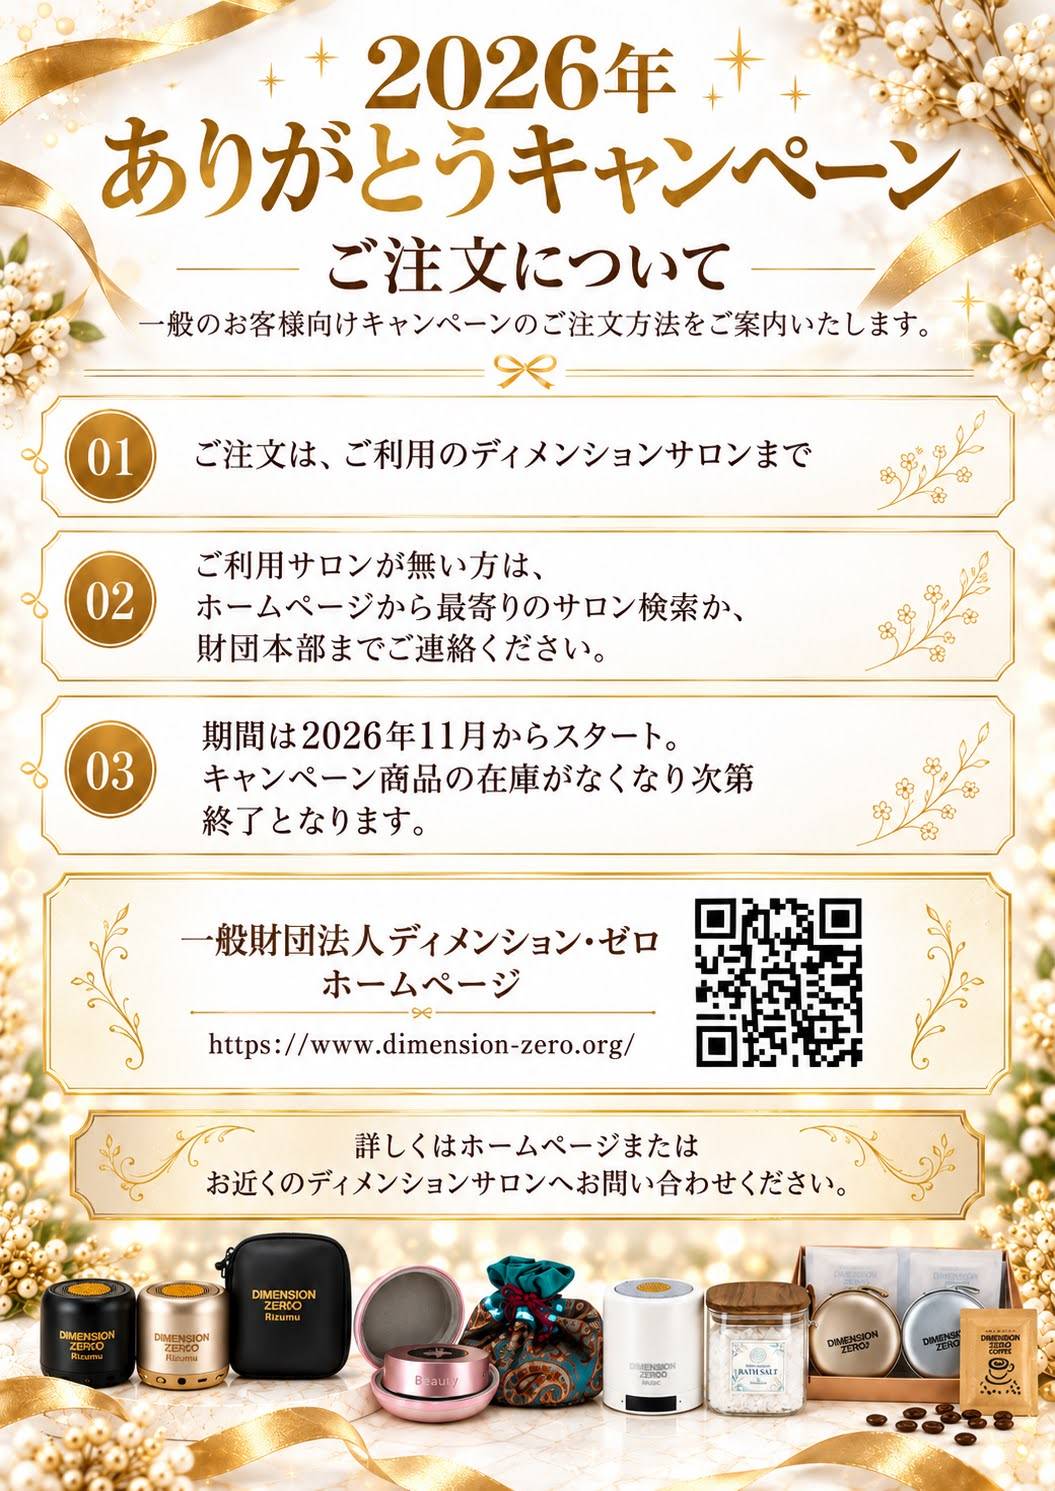 2026年
ありがとうキャンペーン
ご注文について
一般のお客様向けキャンペーンのご注文方法をご案内いたします。
01
ご注文は、ご利用のディメンションサロンまで
02
ご利用サロンが無い方は、
ホームページから最寄りのサロン検索か、
財団本部までご連絡ください。
03
期間は2026年11月からスタート。
キャンペーン商品の在庫がなくなり次第
終了となります。
一般財団法人ディメンション・ゼロ
ホームページ
https://www.dimension-zero.org/
詳しくはホームページまたは
お近くのディメンションサロンへお問い合わせください。
DIMENSION
Rizumu
DIMENSION
Rizumu
DIMENSION
Rizumu
Beauty
DIMENSION
BATH SALT
DIMENSION
COFFEE